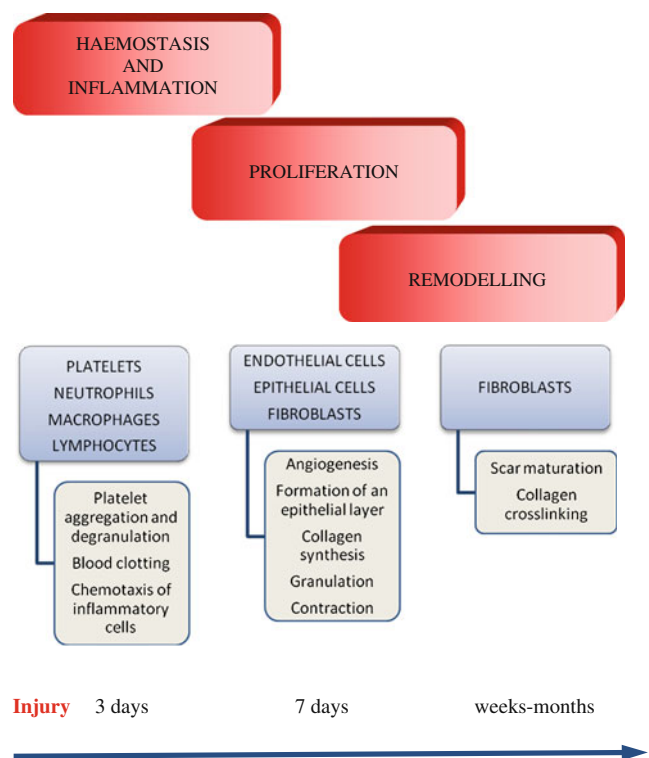 HAEMOSTASIS
AND
INFLAMMATION
PROLIFERATION
REMODELLING
PLATELETS
NEUTROPHILS
MACROPHAGES
LYMPHOCYTES
Platelet
aggregation and
degranulation
Blood clotting
Chemotaxis of
inflammatory
cells
ENDOTHELIAL CELLS
EPITHELIAL CELLS
FIBROBLASTS
Angiogenesis
Formation of an
epithelial layer
Collagen
synthesis
Granulation
Contraction
FIBROBLASTS
Scar maturation
Collagen
crosslinking
Injury 3 days 7 days weeks-months